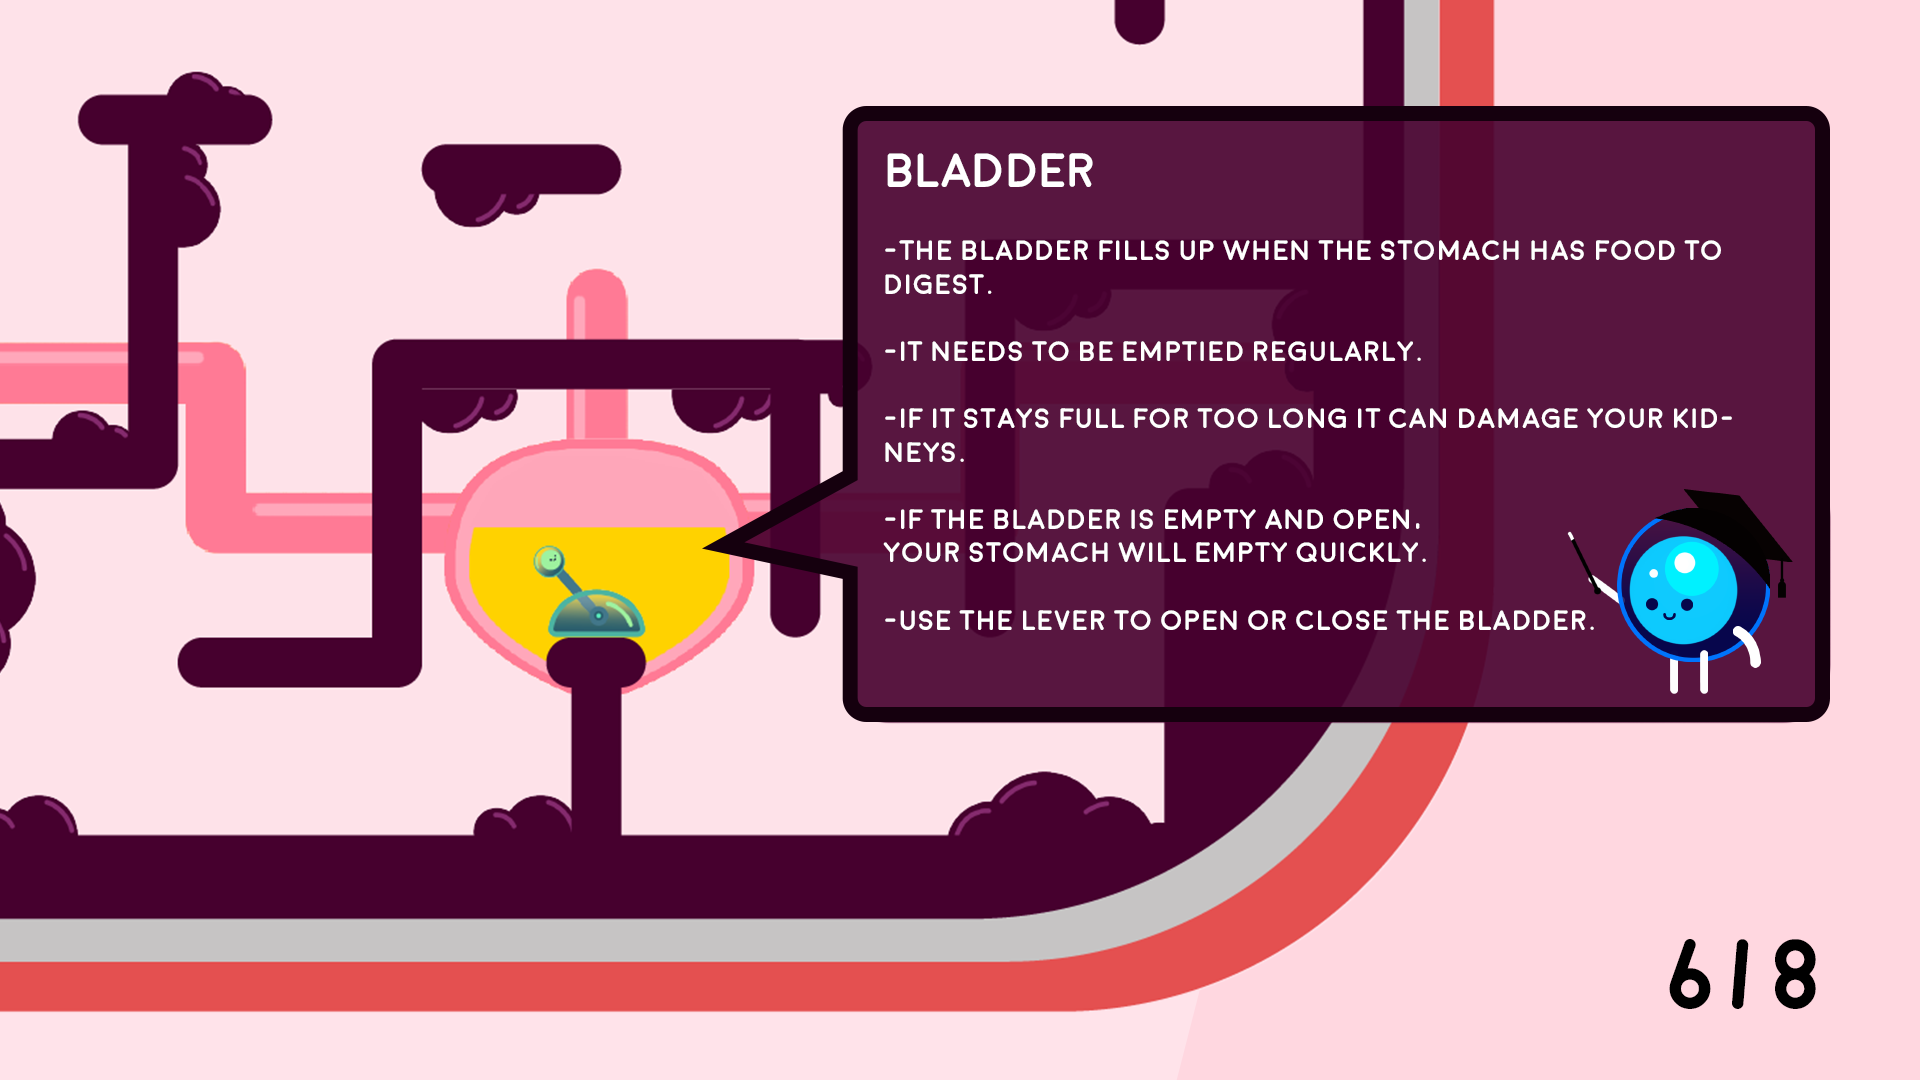 BLADDER
-THE BLADDER FILLS UP WHEN THE STOMACH HAS FOOD TO
DIGEST.
-IT NEEDS TO BE EMPTIED REGULARLY.
-IF IT STAYS FULL FOR TOO LONG IT CAN DAMAGE YOUR KID-
NEYS.
-IF THE BLADDER IS EMPTY AND OPEN,
YOUR STOMACH WILL EMPTY QUICKLY.
-USE THE LEVER TO OPEN OR CLOSE THE BLADDER.
6/8